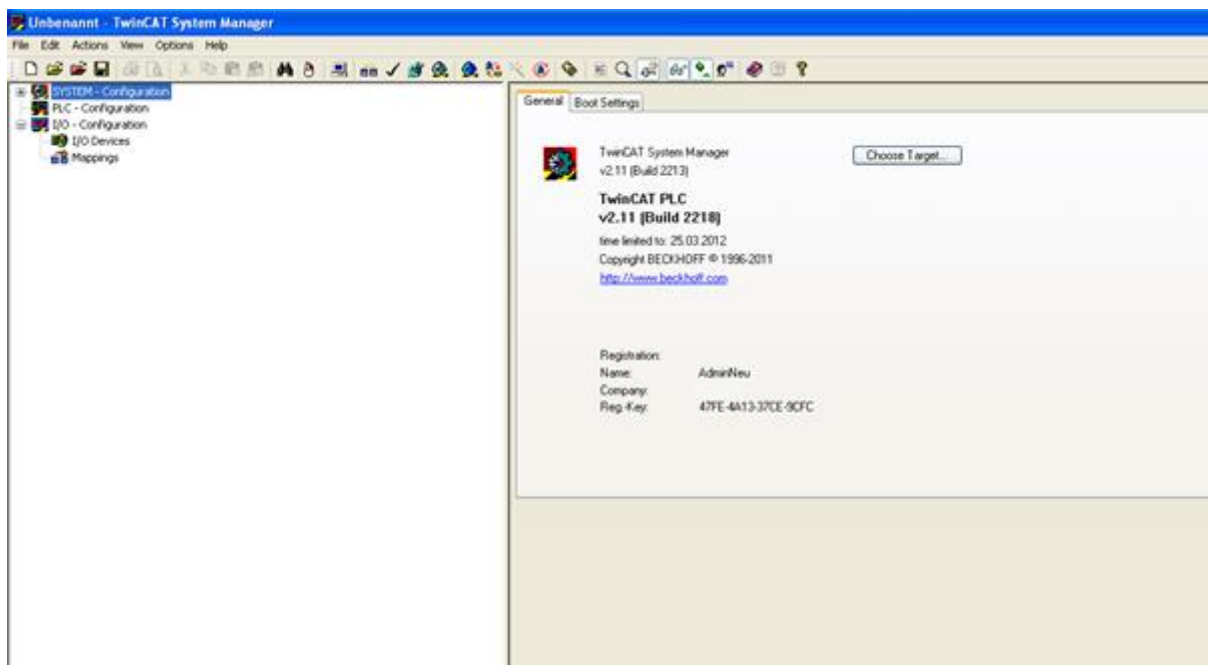 Unbenannt - TwinCAT System Manager
File Edit Actions View Options Help
SYSTEM - Configuration
PLC - Configuration
I/O - Configuration
I/O Devices
Mappings
General Boot Settings
TwinCAT System Manager
v2.11 (Build 2213)
Choose Target...
TwinCAT PLC
v2.11 (Build 2218)
time limited to: 25.03.2012
Copyright BECKHOFF © 1996-2011
http://www.beckhoff.com
Registration:
Name: AdminNeu
Company:
Reg.-Key: 47FE-4A13-37CE-9CFC